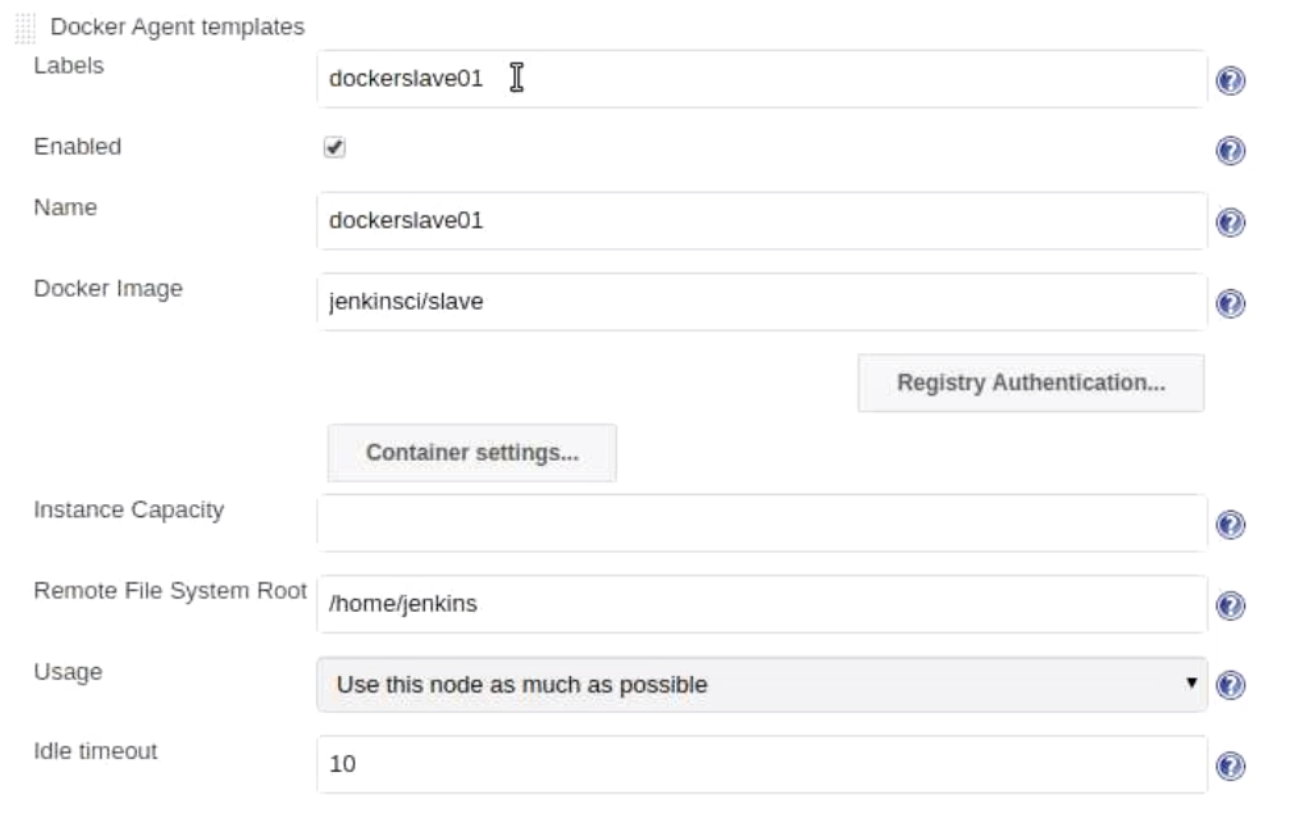 Docker Agent templates
Labels
dockerslave01
Enabled
Name
dockerslave01
Docker Image
jenkinsci/slave
Registry Authentication...
Container settings...
Instance Capacity
Remote File System Root
/home/jenkins
Usage
Use this node as much as possible
Idle timeout
10